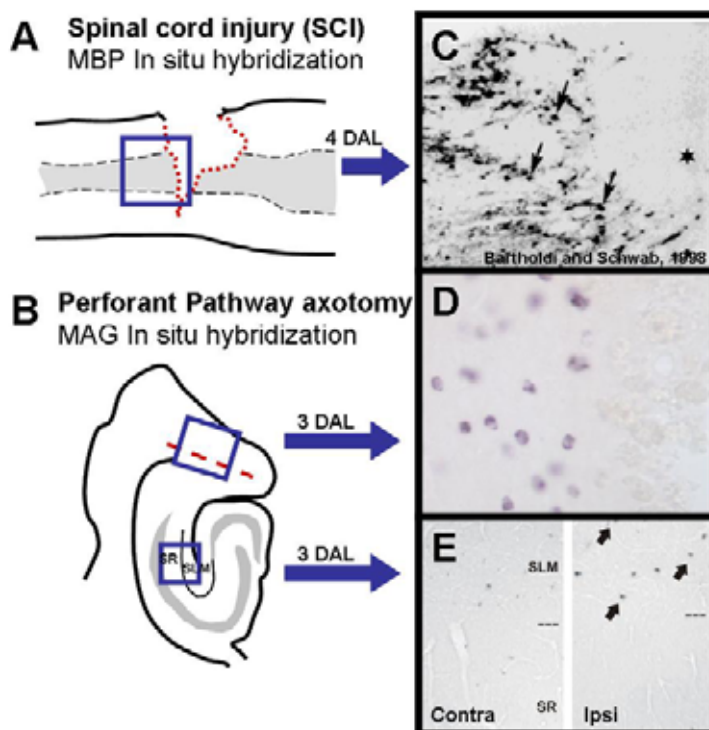 A Spinal cord injury (SCI)
MBP In situ hybridization
4 DAL
C
Bartholdi and Schwab, 1998
B Perforant Pathway axotomy
MAG In situ hybridization
3 DAL
D
SR
SLM
3 DAL
E
SLM
SR
Contra
Ipsi